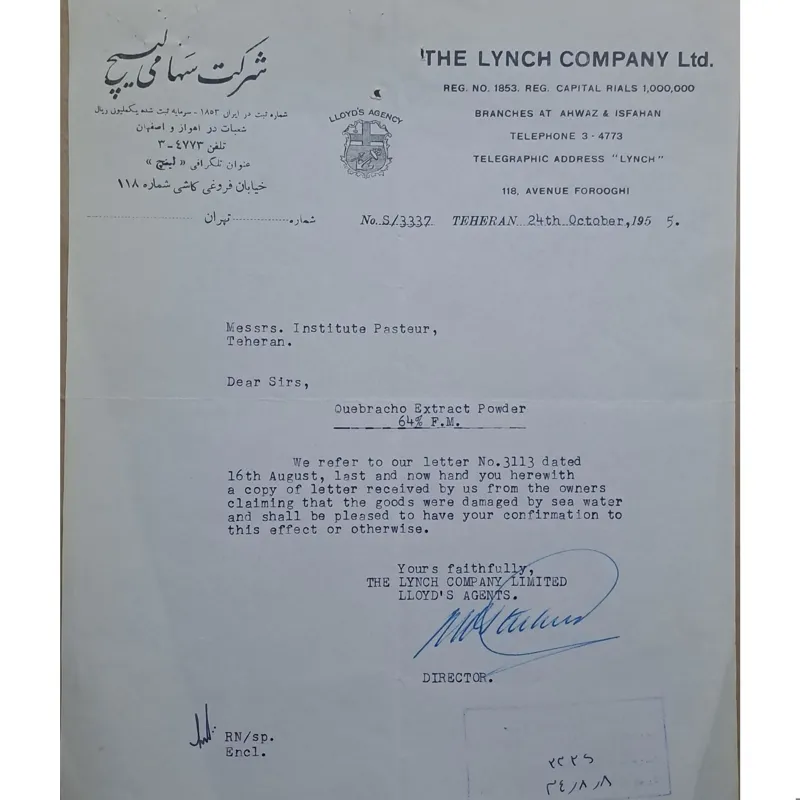 شرکت سهامی لینچ
شماره ثبت در ایران ۱۸۵۳ - سرمایه ثبت شده یکملیون ریال
شعبات در اهواز و اصفهان
تلفن ۴۷۷۳-۳
عنوان تلگرافی « لینچ »
خیابان فروغی کاشی شماره ۱۱۸
شماره تهران
LLOYD'S AGENCY
THE LYNCH COMPANY Ltd.
REG. NO. 1853. REG. CAPITAL RIALS 1,000,000
BRANCHES AT AHWAZ & ISFAHAN
TELEPHONE 3-4773
TELEGRAPHIC ADDRESS "LYNCH"
118, AVENUE FOROOGHI
No. S/3337 TEHERAN 24th October, 195 5.
Messrs. Institute Pasteur,
Teheran.
Dear Sirs,
Quebracho Extract Powder
64% F.M.
We refer to our letter No.3113 dated
16th August, last and now hand you herewith
a copy of letter received by us from the owners
claiming that the goods were damaged by sea water
and shall be pleased to have your confirmation to
this effect or otherwise.
Yours faithfully,
THE LYNCH COMPANY LIMITED
LLOYD'S AGENTS.
DIRECTOR.
RN/sp.
Encl.
۳۴/۸/۸